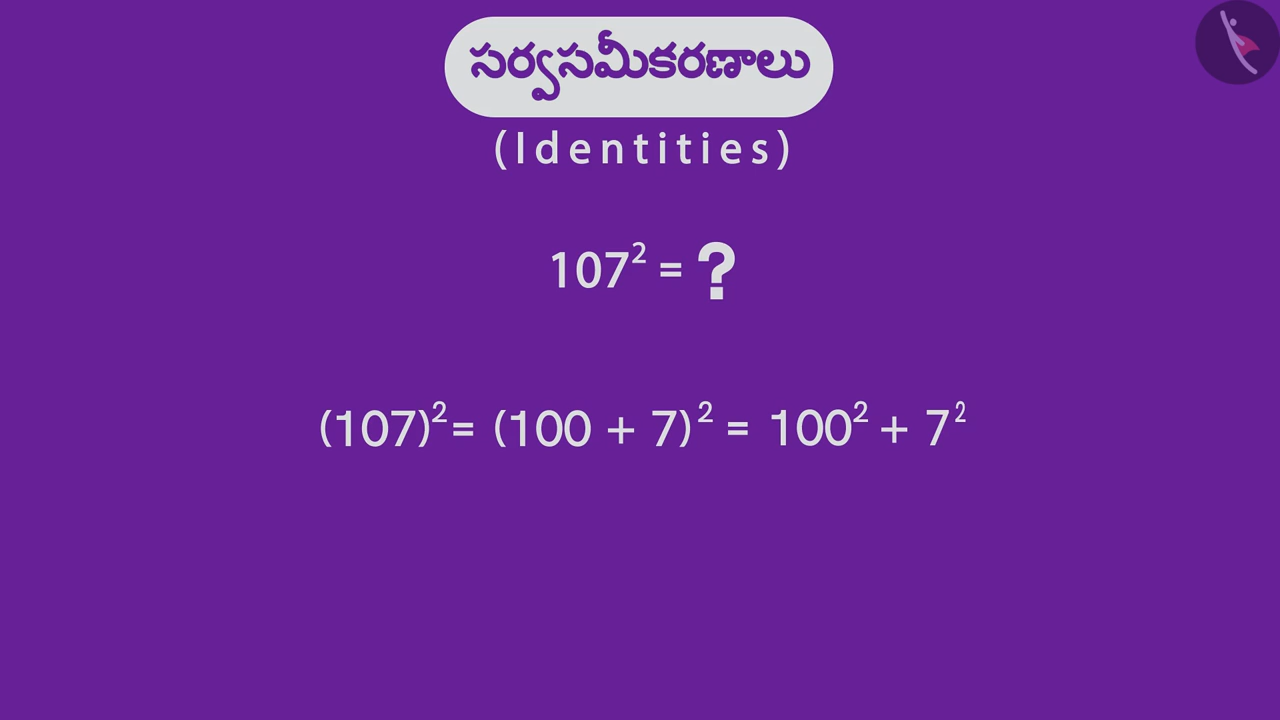 సర్వసమీకరణాలు
(Identities)
107² = ?
(107)² = (100 + 7)² = 100² + 7²